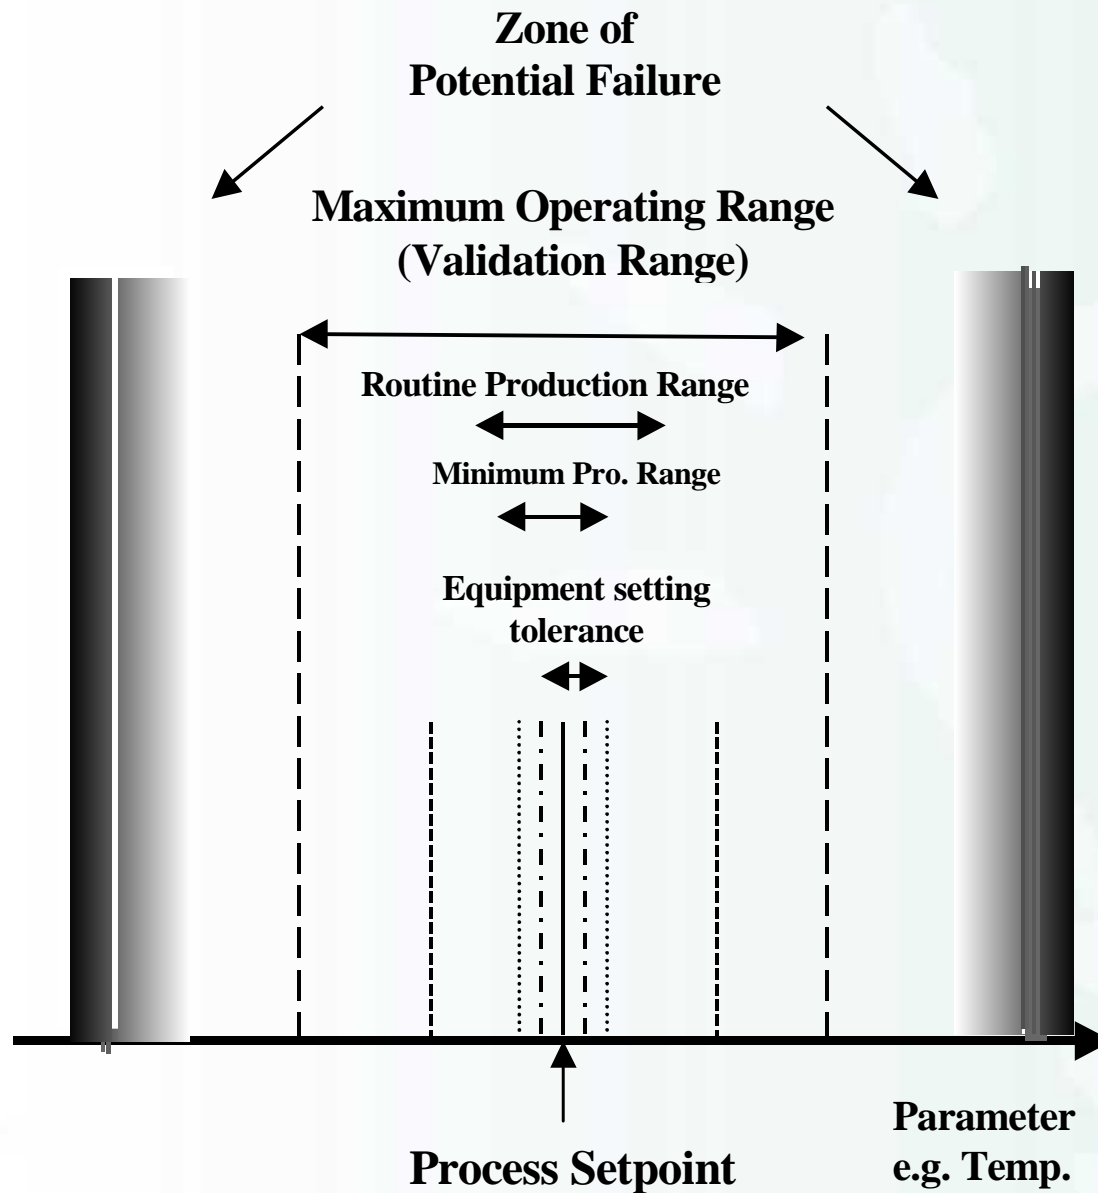 Zone of
Potential Failure
Maximum Operating Range
(Validation Range)
Routine Production Range
Minimum Pro. Range
Equipment setting
tolerance
Process Setpoint
Parameter
e.g. Temp.